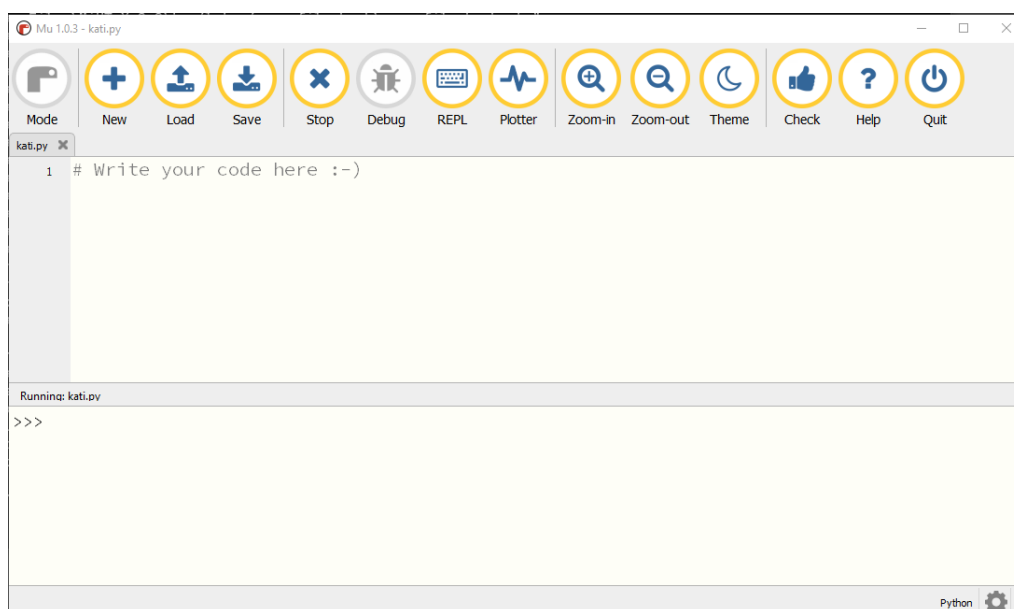 Mu 1.0.3 - kati.py
Mode New Load Save Stop Debug REPL Plotter Zoom-in Zoom-out Theme Check Help Quit
kati.py
1 # Write your code here :-)
Running: kati.py
>>>
Python